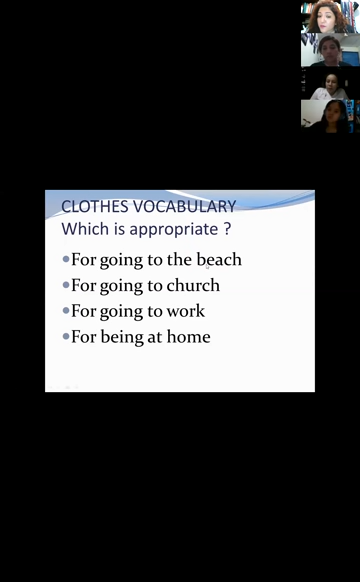 CLOTHES VOCABULARY
Which is appropriate ?
For going to the beach
For going to church
For going to work
For being at home